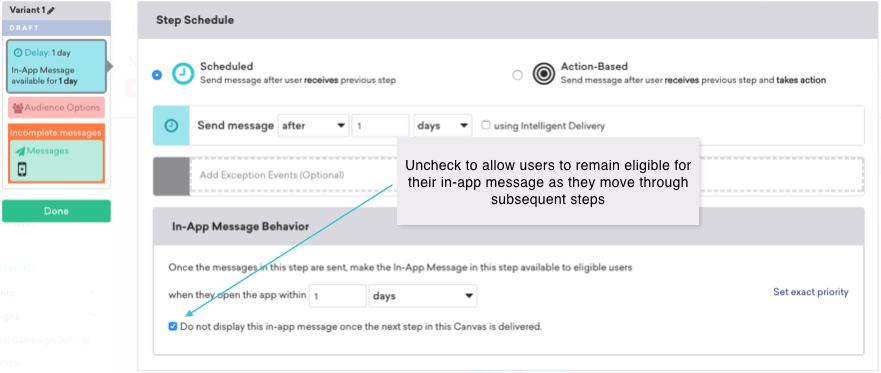 Variant 1
DRAFT
Delay: 1 day
In-App Message
available for 1 day
Audience Options
Incomplete messages
Messages
Done
Step Schedule
Scheduled
Send message after user receives previous step
Action-Based
Send message after user receives previous step and takes action
Send message after 1 days using Intelligent Delivery
Add Exception Events (Optional)
Uncheck to allow users to remain eligible for
their in-app message as they move through
subsequent steps
In-App Message Behavior
Once the messages in this step are sent, make the In-App Message in this step available to eligible users
when they open the app within 1 days
Set exact priority
Do not display this in-app message once the next step in this Canvas is delivered.